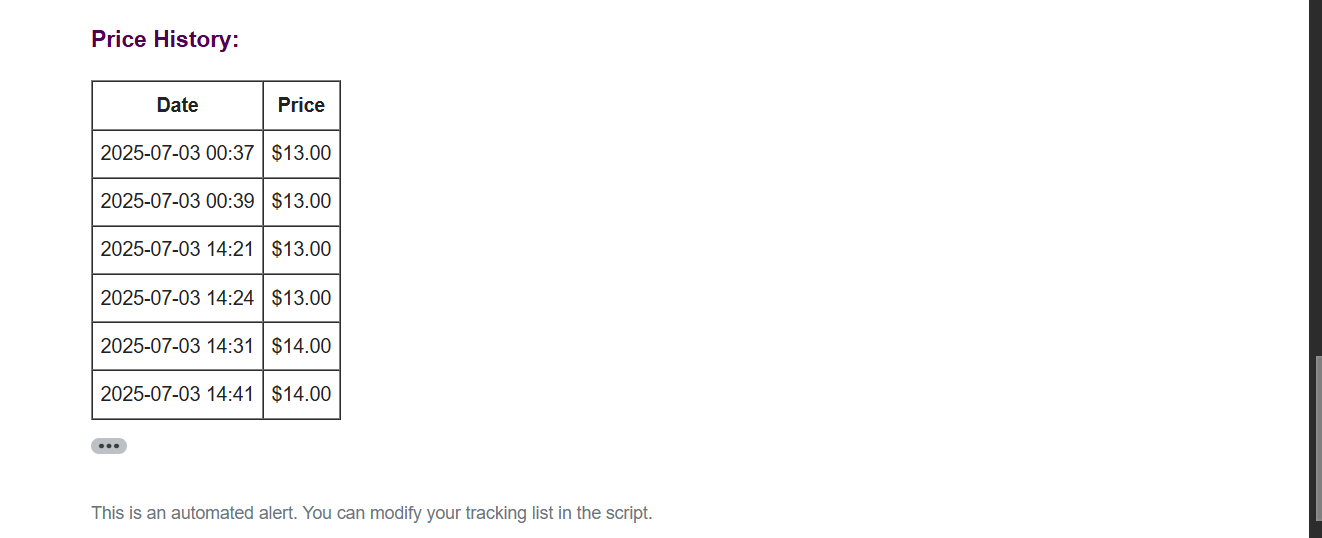 Price History:
Date Price
2025-07-03 00:37 $13.00
2025-07-03 00:39 $13.00
2025-07-03 14:21 $13.00
2025-07-03 14:24 $13.00
2025-07-03 14:31 $14.00
2025-07-03 14:41 $14.00
This is an automated alert. You can modify your tracking list in the script.